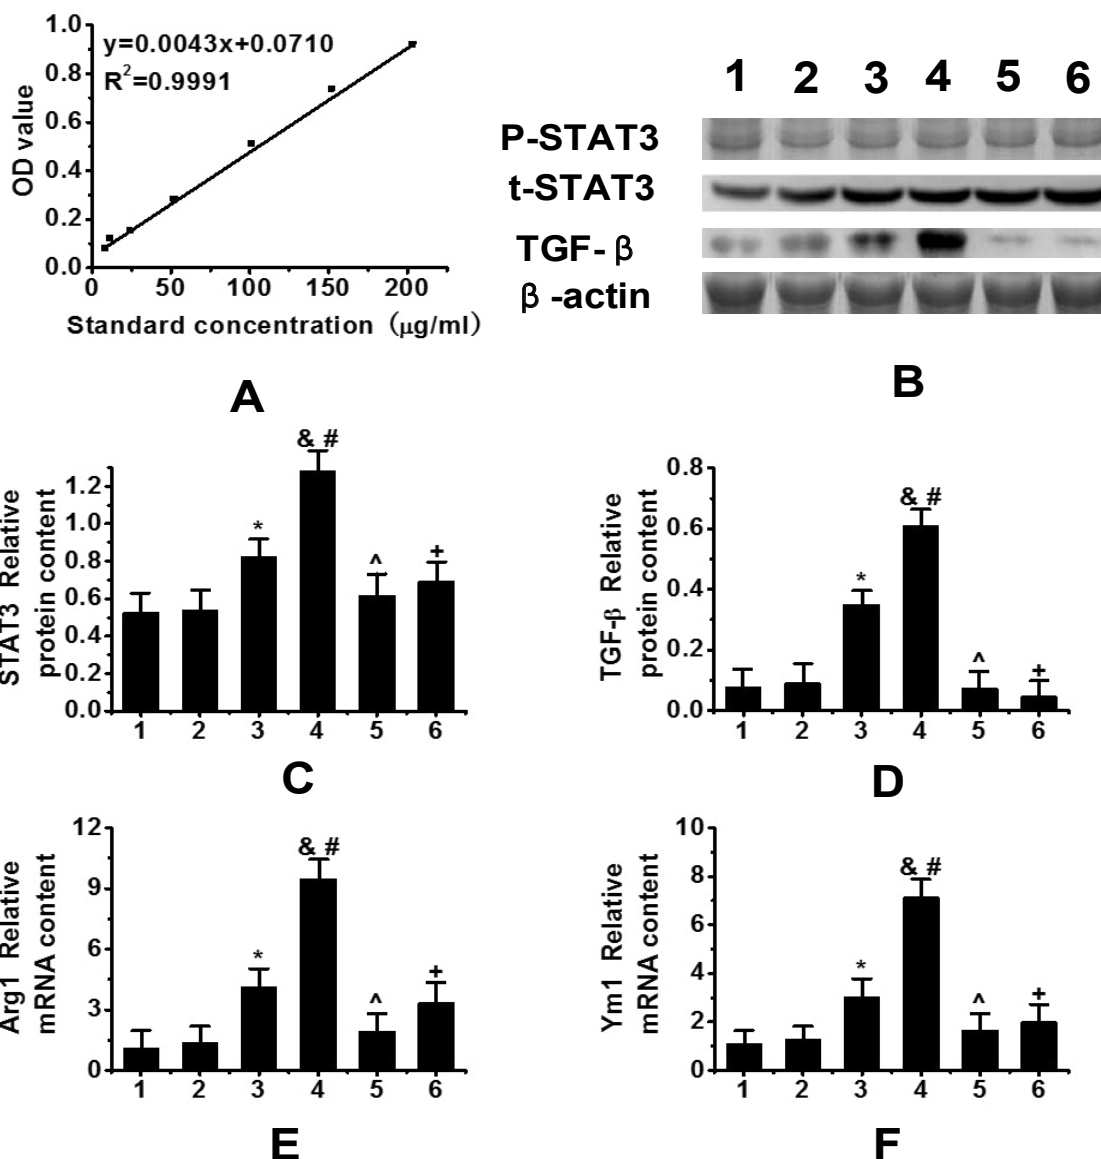 1.0
0.8
0.6
0.4
0.2
0.0
y=0.0043x+0.0710
R²=0.9991
OD value
0 50 100 150 200
Standard concentration (μg/ml)
A
1 2 3 4 5 6
P-STAT3
t-STAT3
TGF-β
β-actin
B
STAT3 Relative
protein content
1.2
1.0
0.8
0.6
0.4
0.2
0.0
* & # ^ +
1 2 3 4 5 6
C
TGF-β Relative
protein content
0.8
0.6
0.4
0.2
0.0
* & # ^ +
1 2 3 4 5 6
D
Arg1 Relative
mRNA content
12
9
6
3
0
* & # ^ +
1 2 3 4 5 6
E
Ym1 Relative
mRNA content
10
8
6
4
2
0
* & # ^ +
1 2 3 4 5 6
F